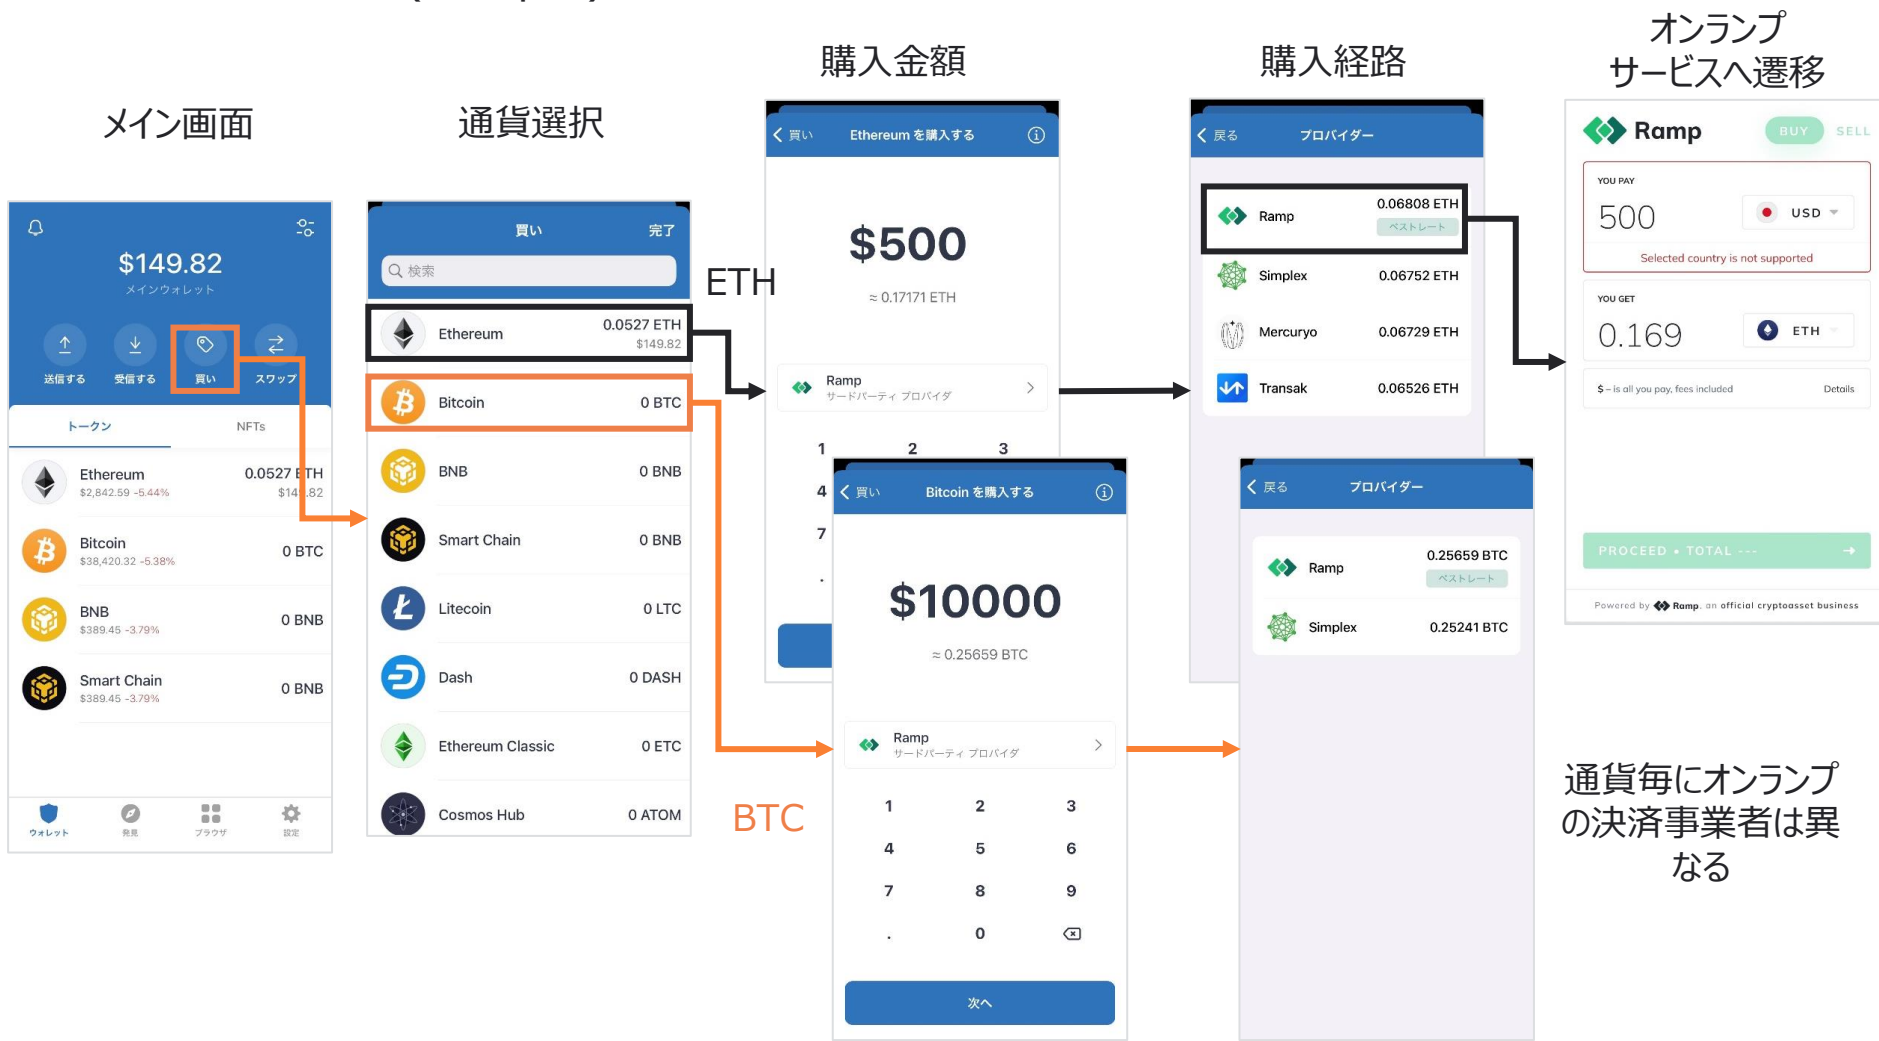 メイン画面
$149.82
メインウォレット
送信する
受信する
買い
スワップ
トークン
NFTs
Ethereum
0.0527 ETH
$2,842.59 -5.44%
$149.82
Bitcoin
0 BTC
$38,420.32 -5.38%
BNB
0 BNB
$389.45 -3.79%
Smart Chain
0 BNB
$389.45 -3.79%
ウォレット
発見
ブラウザ
設定
通貨選択
買い
完了
検索
Ethereum
0.0527 ETH
$149.82
Bitcoin
0 BTC
BNB
0 BNB
Smart Chain
0 BNB
Litecoin
0 LTC
Dash
0 DASH
Ethereum Classic
0 ETC
Cosmos Hub
0 ATOM
ETH
BTC
購入金額
買い
Ethereum を購入する
$500
≈ 0.17171 ETH
Ramp
サードパーティ プロバイダ
1
2
3
4
7
.
買い
Bitcoin を購入する
$10000
≈ 0.25659 BTC
Ramp
サードパーティ プロバイダ
1
2
3
4
5
6
7
8
9
.
0
次へ
購入経路
戻る
プロバイダー
Ramp
0.06808 ETH
ベストレート
Simplex
0.06752 ETH
Mercuryo
0.06729 ETH
Transak
0.06526 ETH
戻る
プロバイダー
Ramp
0.25659 BTC
ベストレート
Simplex
0.25241 BTC
オンランプ
サービスへ遷移
Ramp
BUY
SELL
YOU PAY
500
USD
Selected country is not supported
YOU GET
0.169
ETH
$ – is all you pay, fees included
Details
PROCEED • TOTAL ---
Powered by Ramp. an official cryptoasset business
通貨毎にオンランプ
の決済事業者は異
なる